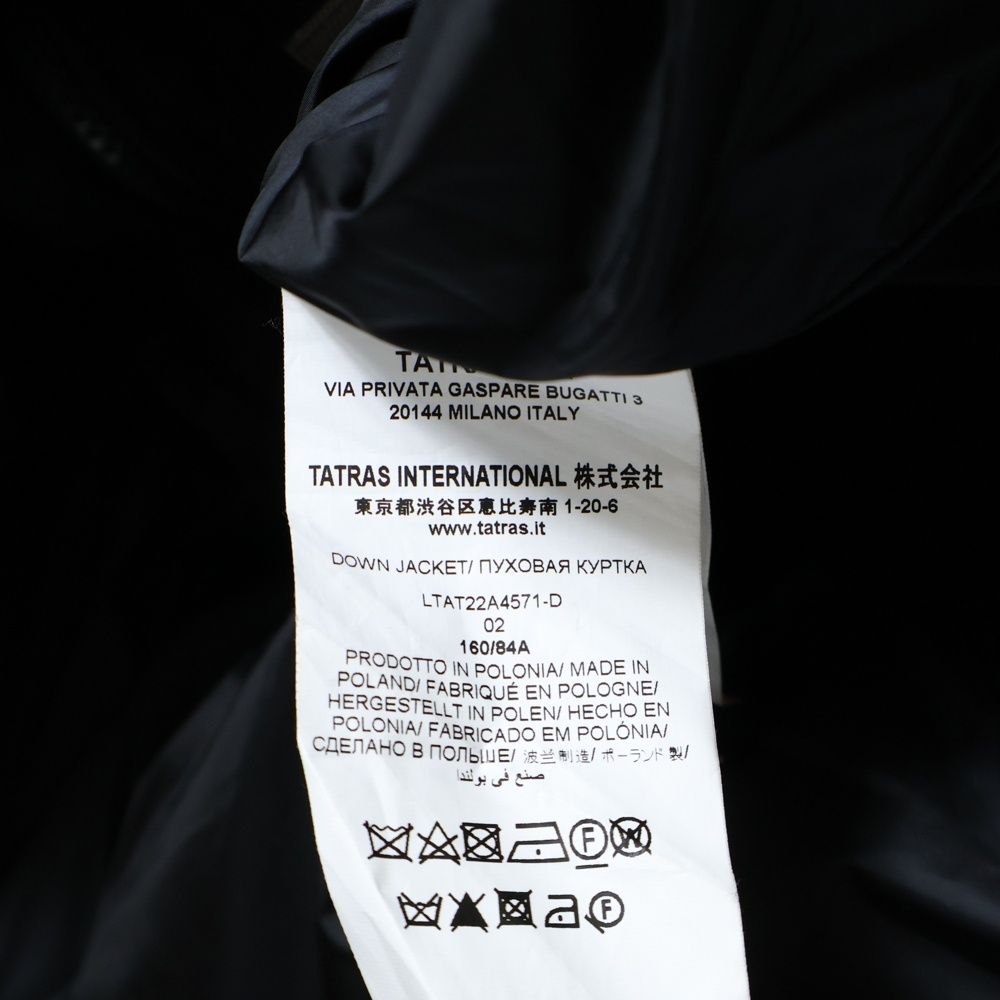 VIA PRIVATA GASPARE BUGATTI 3
20144 MILANO ITALY
TATRAS INTERNATIONAL 株式会社
東京都渋谷区恵比寿南 1-20-6
www.tatras.it
DOWN JACKET/ ПУХОВАЯ КУРТКА
LTAT22A4571-D
02
160/84A
PRODOTTO IN POLONIA/ MADE IN
POLAND/ FABRIQUÉ EN POLOGNE/
HERGESTELLT IN POLEN/ HECHO EN
POLONIA/ FABRICADO EM POLÓNIA/
СДЕЛАНО В ПОЛЬШЕ/ 波兰制造/ ポーランド製/
صنع في بولندا
F W
F